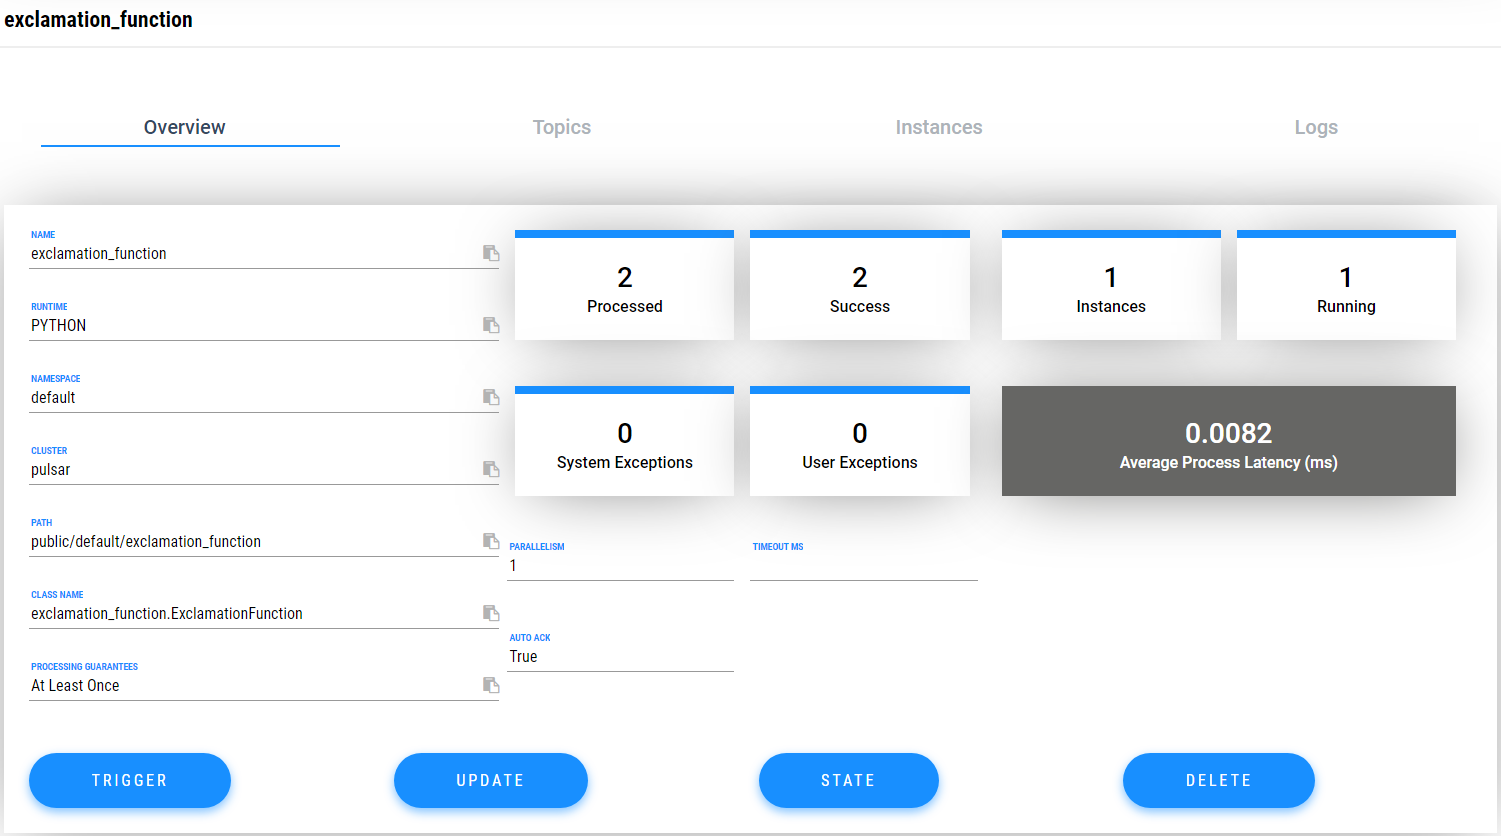 exclamation_function
Overview
Topics
Instances
Logs
NAME
exclamation_function
RUNTIME
PYTHON
NAMESPACE
default
CLUSTER
pulsar
PATH
public/default/exclamation_function
CLASS NAME
exclamation_function.ExclamationFunction
PROCESSING GUARANTEES
At Least Once
2
Processed
2
Success
1
Instances
1
Running
0
System Exceptions
0
User Exceptions
0.0082
Average Process Latency (ms)
PARALLELISM
1
TIMEOUT MS
AUTO ACK
True
TRIGGER
UPDATE
STATE
DELETE